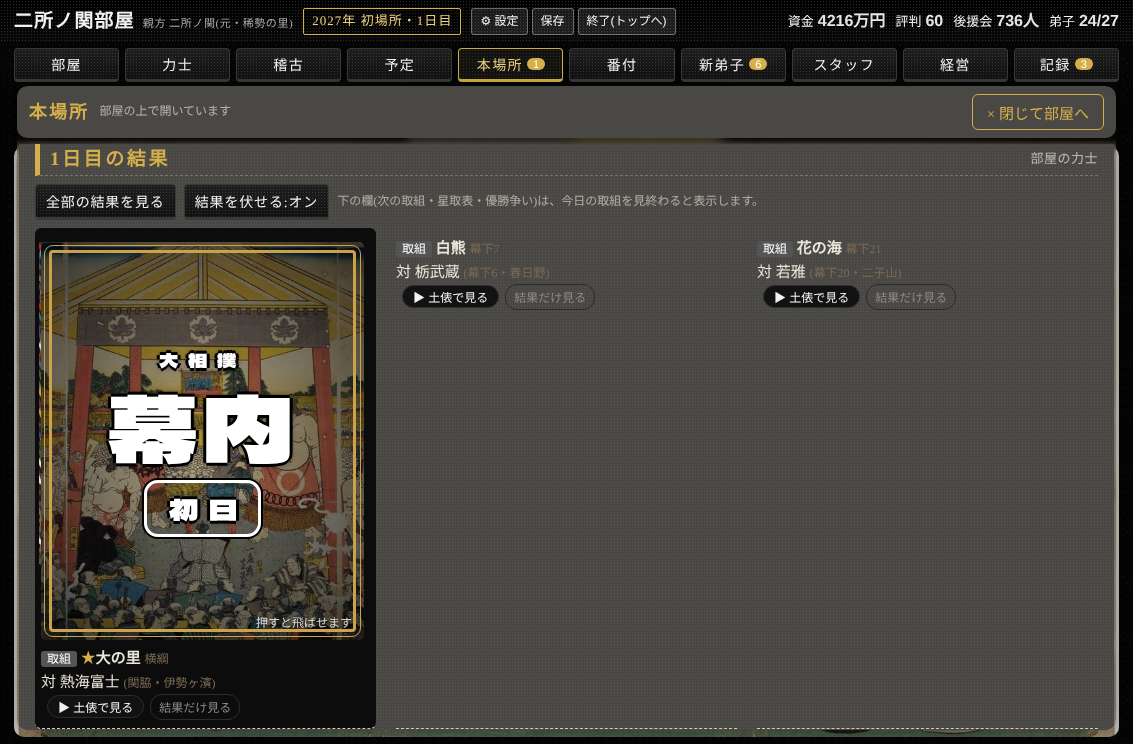 二所ノ関部屋 親方 二所ノ関(元・稀勢の里) 2027年 初場所・1日目 ⚙ 設定 保存 終了(トップへ) 資金 4216万円 評判 60 後援会 736人 弟子 24/27
部屋 力士 稽古 予定 本場所 1 番付 新弟子 6 スタッフ 経営 記録 3
本場所 部屋の上で開いています × 閉じて部屋へ
1日目の結果 部屋の力士
全部の結果を見る 結果を伏せる:オン 下の欄(次の取組・星取表・優勝争い)は、今日の取組を見終わると表示します。
大相撲
幕内
初日
押すと飛ばせます
取組 ★大の里 横綱
対 熱海富士 (関脇・伊勢ヶ濱)
▶ 土俵で見る 結果だけ見る
取組 白熊 幕下7
対 栃武蔵 (幕下6・春日野)
▶ 土俵で見る 結果だけ見る
取組 花の海 幕下21
対 若雅 (幕下20・二子山)
▶ 土俵で見る 結果だけ見る